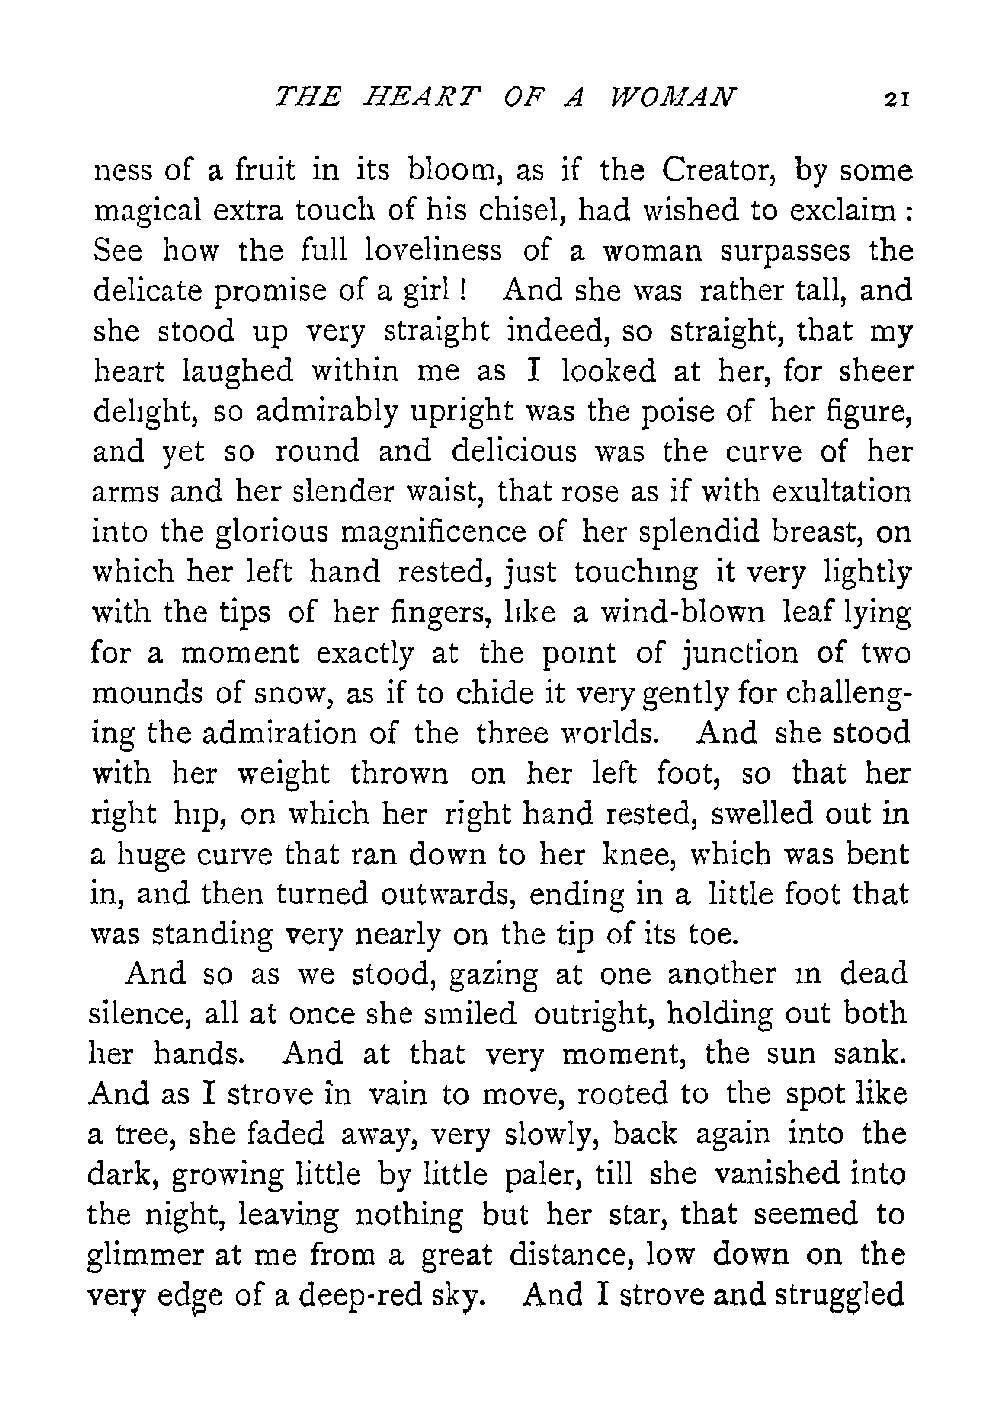 THE HEART OF A WOMAN 21
ness of a fruit in its bloom, as if the Creator, by some
magical extra touch of his chisel, had wished to exclaim :
See how the full loveliness of a woman surpasses the
delicate promise of a girl ! And she was rather tall, and
she stood up very straight indeed, so straight, that my
heart laughed within me as I looked at her, for sheer
delight, so admirably upright was the poise of her figure,
and yet so round and delicious was the curve of her
arms and her slender waist, that rose as if with exultation
into the glorious magnificence of her splendid breast, on
which her left hand rested, just touching it very lightly
with the tips of her fingers, like a wind-blown leaf lying
for a moment exactly at the point of junction of two
mounds of snow, as if to chide it very gently for challeng-
ing the admiration of the three worlds. And she stood
with her weight thrown on her left foot, so that her
right hip, on which her right hand rested, swelled out in
a huge curve that ran down to her knee, which was bent
in, and then turned outwards, ending in a little foot that
was standing very nearly on the tip of its toe.
And so as we stood, gazing at one another in dead
silence, all at once she smiled outright, holding out both
her hands. And at that very moment, the sun sank.
And as I strove in vain to move, rooted to the spot like
a tree, she faded away, very slowly, back again into the
dark, growing little by little paler, till she vanished into
the night, leaving nothing but her star, that seemed to
glimmer at me from a great distance, low down on the
very edge of a deep-red sky. And I strove and struggled